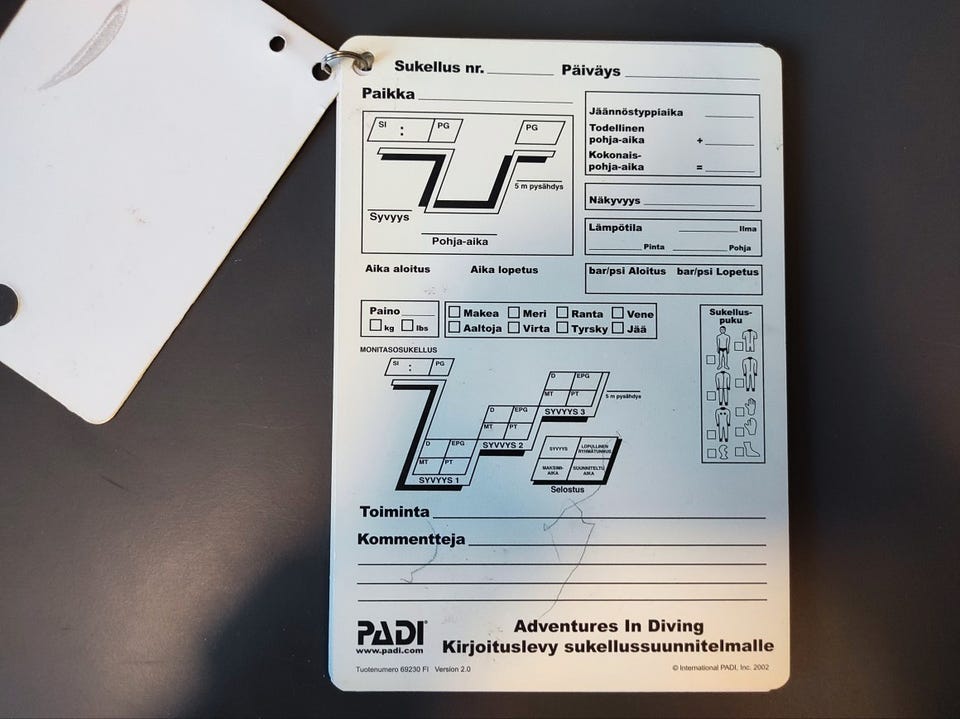 Sukellus nr. Päiväys
Paikka
SI : PG
PG
5 m pysähdys
Syvyys
Pohja-aika
Jäännöstyppiaika
Todellinen
pohja-aika +
Kokonais-
pohja-aika =
Näkyvyys
Lämpötila Ilma
Pinta Pohja
Aika aloitus Aika lopetus
bar/psi Aloitus bar/psi Lopetus
Paino
kg lbs
Makea Meri Ranta Vene
Aaltoja Virta Tyrsky Jää
Sukellus-
puku
MONITASOSUKELLUS
SI : PG
D EPG
MT PT
SYVYYS 3
5 m pysähdys
D EPG
MT PT
SYVYYS 2
D EPG
MT PT
SYVYYS 1
SYVYYS LOPULLINEN
RYHMÄTUNNUS
MAKSIMI-
AIKA SUUNNITELTU
AIKA
Selostus
Toiminta
Kommentteja
PADI
www.padi.com
Adventures In Diving
Kirjoituslevy sukellussuunnitelmalle
Tuotenumero 69230 FI Version 2.0
© International PADI, Inc. 2002